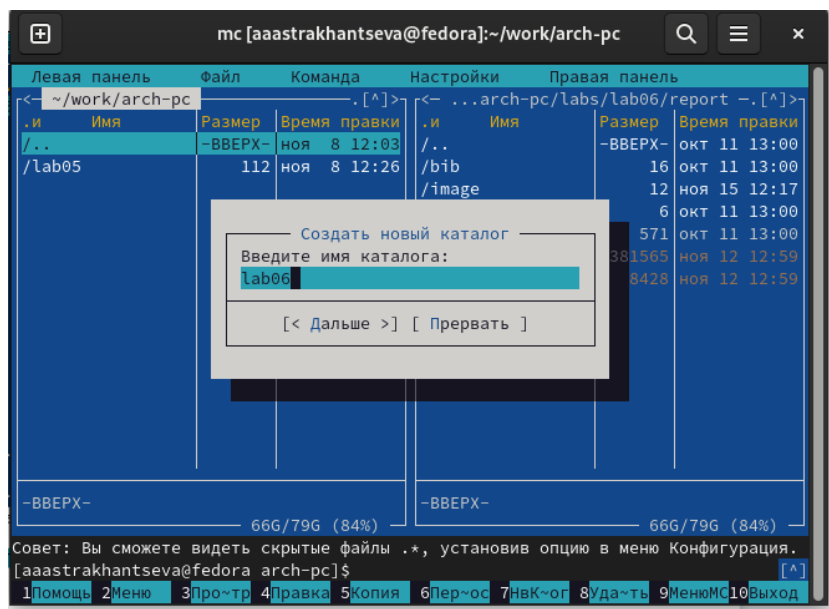 mc [aaastrakhantseva@fedora]:~/work/arch-pc
Левая панель Файл Команда Настройки Правая панель
<— ~/work/arch-pc —.[^]> <— ...arch-pc/labs/lab06/report —.[^]>
.и Имя Размер Время правки .и Имя Размер Время правки
/.. -ВВЕРХ- ноя 8 12:03 /.. -ВВЕРХ- окт 11 13:00
/lab05 112 ноя 8 12:26 /bib 16 окт 11 13:00
/image 12 ноя 15 12:17
6 окт 11 13:00
Создать новый каталог 571 окт 11 13:00
Введите имя каталога: 381565 ноя 12 12:59
lab06 8428 ноя 12 12:59
[< Дальше >] [ Прервать ]
-ВВЕРХ- -ВВЕРХ-
66G/79G (84%) 66G/79G (84%)
Совет: Вы сможете видеть скрытые файлы .*, установив опцию в меню Конфигурация.
[aaastrakhantseva@fedora arch-pc]$ [^]
1Помощь 2Меню 3Про~тр 4Правка 5Копия 6Пер~ос 7НвК~ог 8Уда~ть 9МенюМС 10Выход